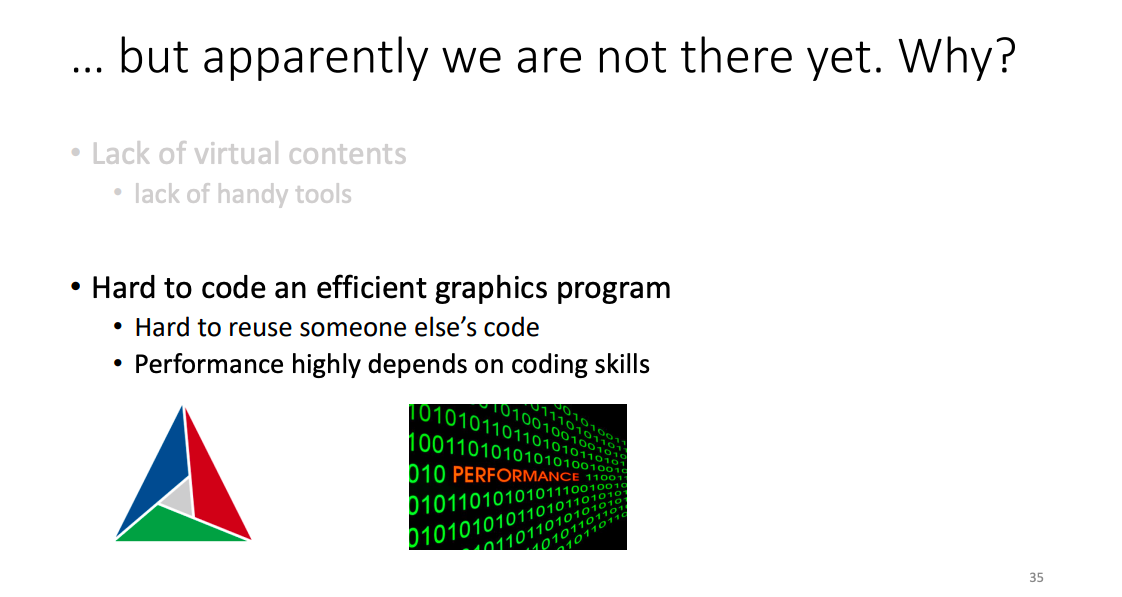 ... but apparently we are not there yet. Why?
• Lack of virtual contents
• lack of handy tools
• Hard to code an efficient graphics program
• Hard to reuse someone else's code
• Performance highly depends on coding skills
010 PERFORMANCE
35